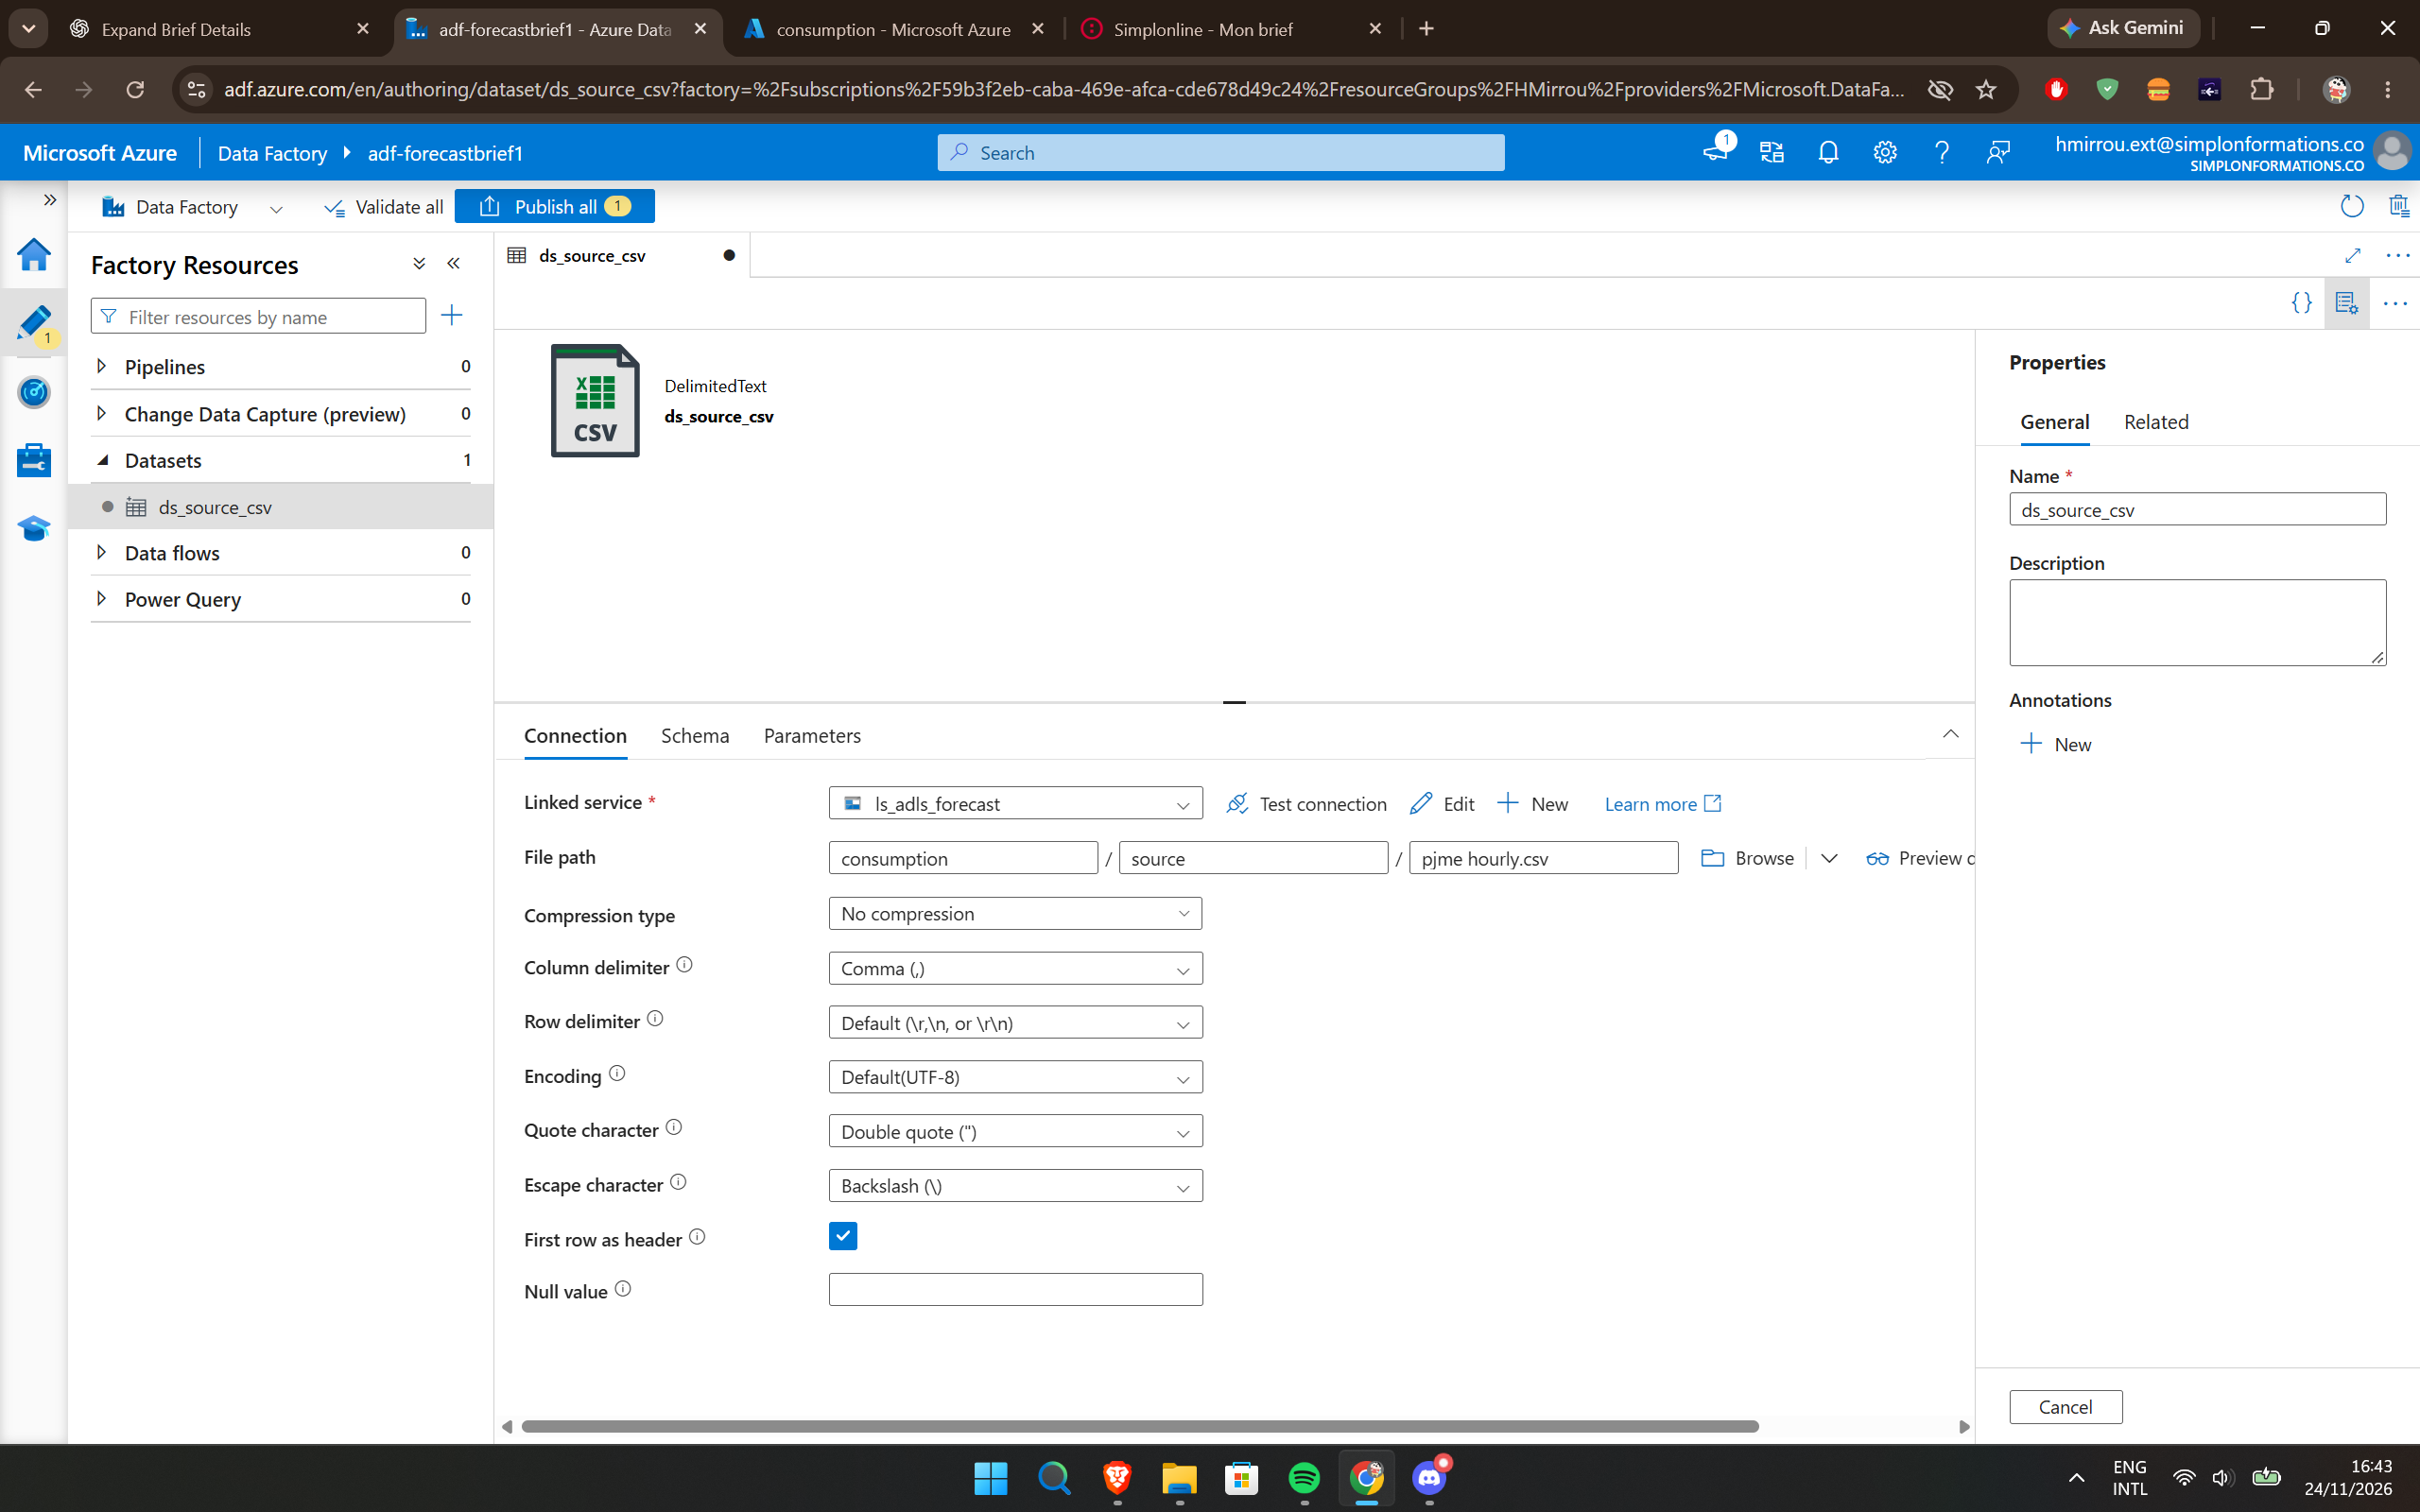 Expand Brief Details
adf-forecastbrief1 - Azure Data
consumption - Microsoft Azure
Simplonline - Mon brief
Ask Gemini
adf.azure.com/en/authoring/dataset/ds_source_csv?factory=%2Fsubscriptions%2F59b3f2eb-caba-469e-afca-cde678d49c24%2FresourceGroups%2FHMirrou%2Fproviders%2FMicrosoft.DataFa...
Microsoft Azure
Data Factory
adf-forecastbrief1
Search
1
hmirrou.ext@simplonformations.co
SIMPLONFORMATIONS.CO
Data Factory
Validate all
Publish all 1
Factory Resources
Filter resources by name
1
Pipelines 0
Change Data Capture (preview) 0
Datasets 1
ds_source_csv
Data flows 0
Power Query 0
ds_source_csv
{}
X
CSV
DelimitedText
ds_source_csv
Connection
Schema
Parameters
Linked service *
ls_adls_forecast
Test connection
Edit
New
Learn more
File path
consumption / source / pjme hourly.csv
Browse
Preview d
Compression type
No compression
Column delimiter
Comma (,)
Row delimiter
Default (\r,\n, or \r\n)
Encoding
Default(UTF-8)
Quote character
Double quote (")
Escape character
Backslash (\)
First row as header
Null value
Properties
General
Related
Name *
ds_source_csv
Description
Annotations
New
Cancel
ENG
INTL
16:43
24/11/2026